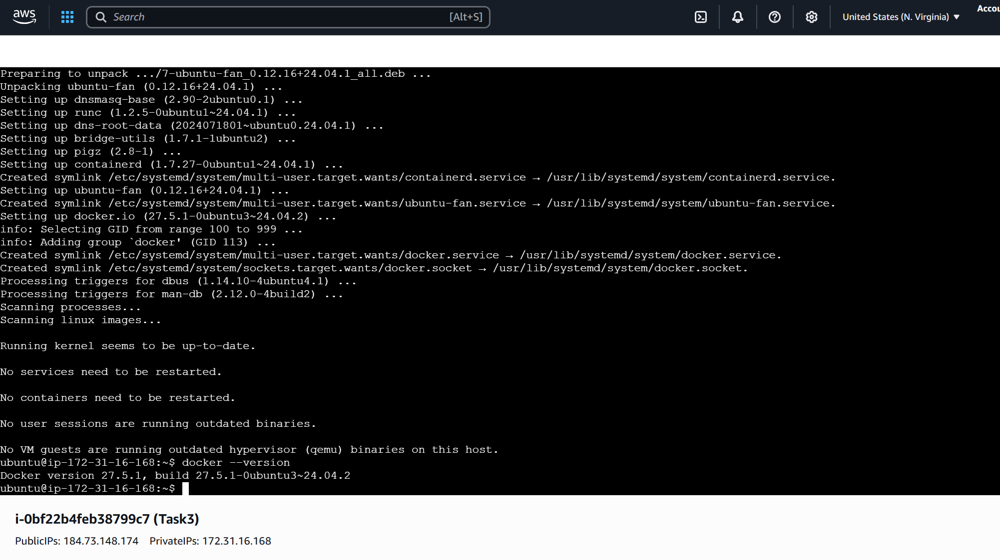 aws
Search [Alt+S]
United States (N. Virginia)
Preparing to unpack .../7-ubuntu-fan_0.12.16+24.04.1_all.deb ...
Unpacking ubuntu-fan (0.12.16+24.04.1) ...
Setting up dnsmasq-base (2.90-2ubuntu0.1) ...
Setting up runc (1.2.5-0ubuntu1~24.04.1) ...
Setting up dns-root-data (2024071801~ubuntu0.24.04.1) ...
Setting up bridge-utils (1.7.1-1ubuntu2) ...
Setting up pigz (2.8-1) ...
Setting up containerd (1.7.27-0ubuntu1~24.04.1) ...
Created symlink /etc/systemd/system/multi-user.target.wants/containerd.service → /usr/lib/systemd/system/containerd.service.
Setting up ubuntu-fan (0.12.16+24.04.1) ...
Created symlink /etc/systemd/system/multi-user.target.wants/ubuntu-fan.service → /usr/lib/systemd/system/ubuntu-fan.service.
Setting up docker.io (27.5.1-0ubuntu3~24.04.2) ...
info: Selecting GID from range 100 to 999 ...
info: Adding group `docker' (GID 113) ...
Created symlink /etc/systemd/system/multi-user.target.wants/docker.service → /usr/lib/systemd/system/docker.service.
Created symlink /etc/systemd/system/sockets.target.wants/docker.socket → /usr/lib/systemd/system/docker.socket.
Processing triggers for dbus (1.14.10-4ubuntu4.1) ...
Processing triggers for man-db (2.12.0-4build2) ...
Scanning processes...
Scanning linux images...
Running kernel seems to be up-to-date.
No services need to be restarted.
No containers need to be restarted.
No user sessions are running outdated binaries.
No VM guests are running outdated hypervisor (qemu) binaries on this host.
ubuntu@ip-172-31-16-168:~$ docker --version
Docker version 27.5.1, build 27.5.1-0ubuntu3~24.04.2
ubuntu@ip-172-31-16-168:~$
i-0bf22b4feb38799c7 (Task3)
PublicIPs: 184.73.148.174 PrivateIPs: 172.31.16.168